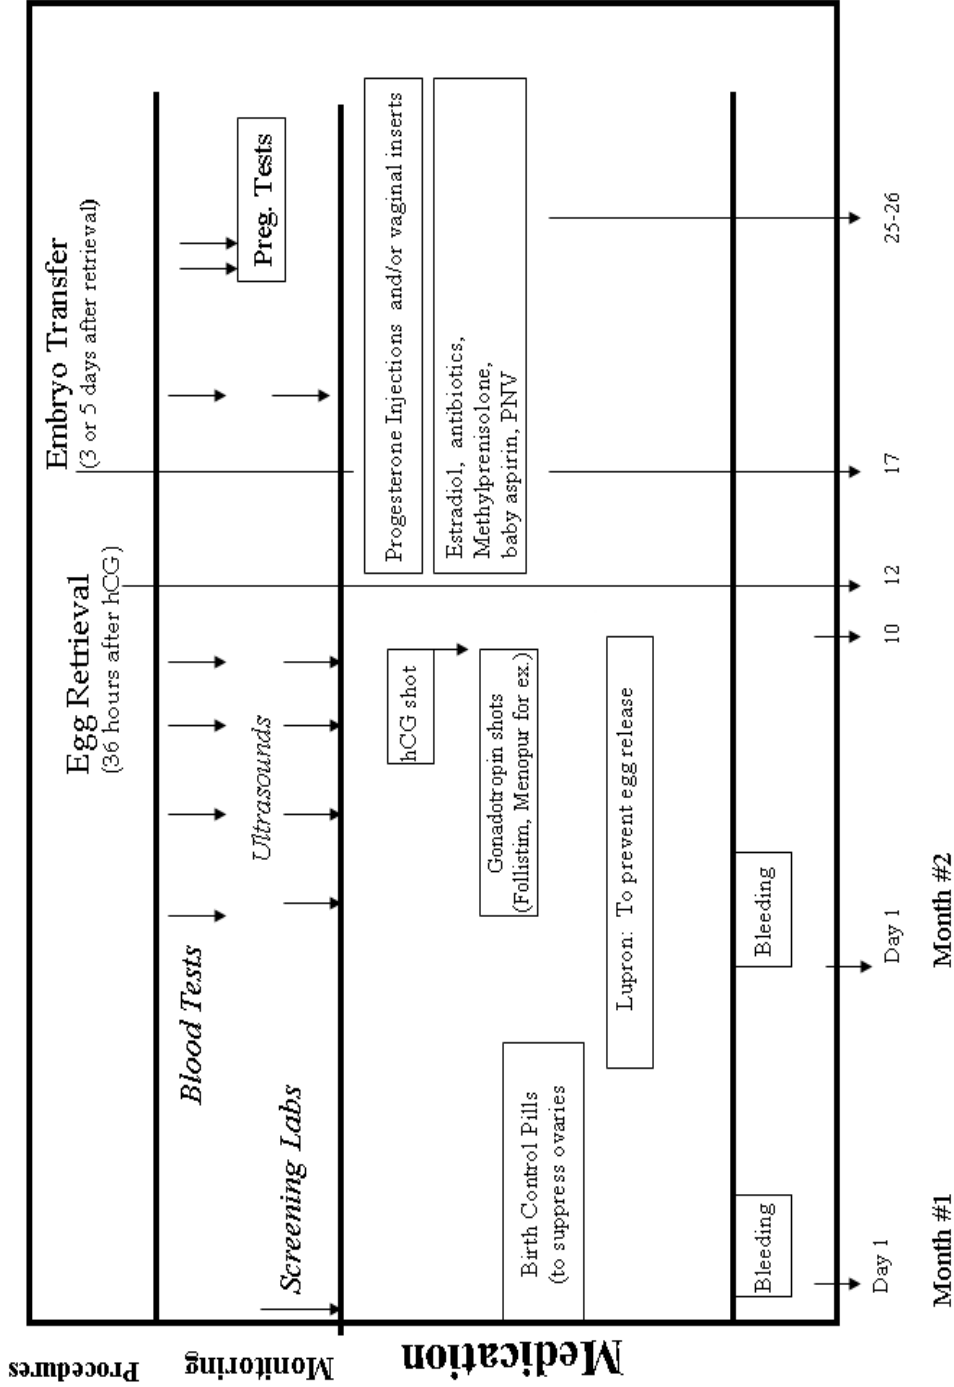 Procedures
Egg Retrieval
(36 hours after hCG)
Embryo Transfer
(3 or 5 days after retrieval)
Monitoring
Blood Tests
Screening Labs
Ultrasounds
Preg. Tests
Medication
Progesterone Injections and/or vaginal inserts
Estradiol, antibiotics,
Methylprenisolone,
baby aspirin, PNV
hCG shot
Gonadotropin shots
(Follistim, Menopur for ex.)
Birth Control Pills
(to suppress ovaries)
Lupron: To prevent egg release
Bleeding
Bleeding
Day 1
Day 1
10
12
17
25-26
Month #1
Month #2